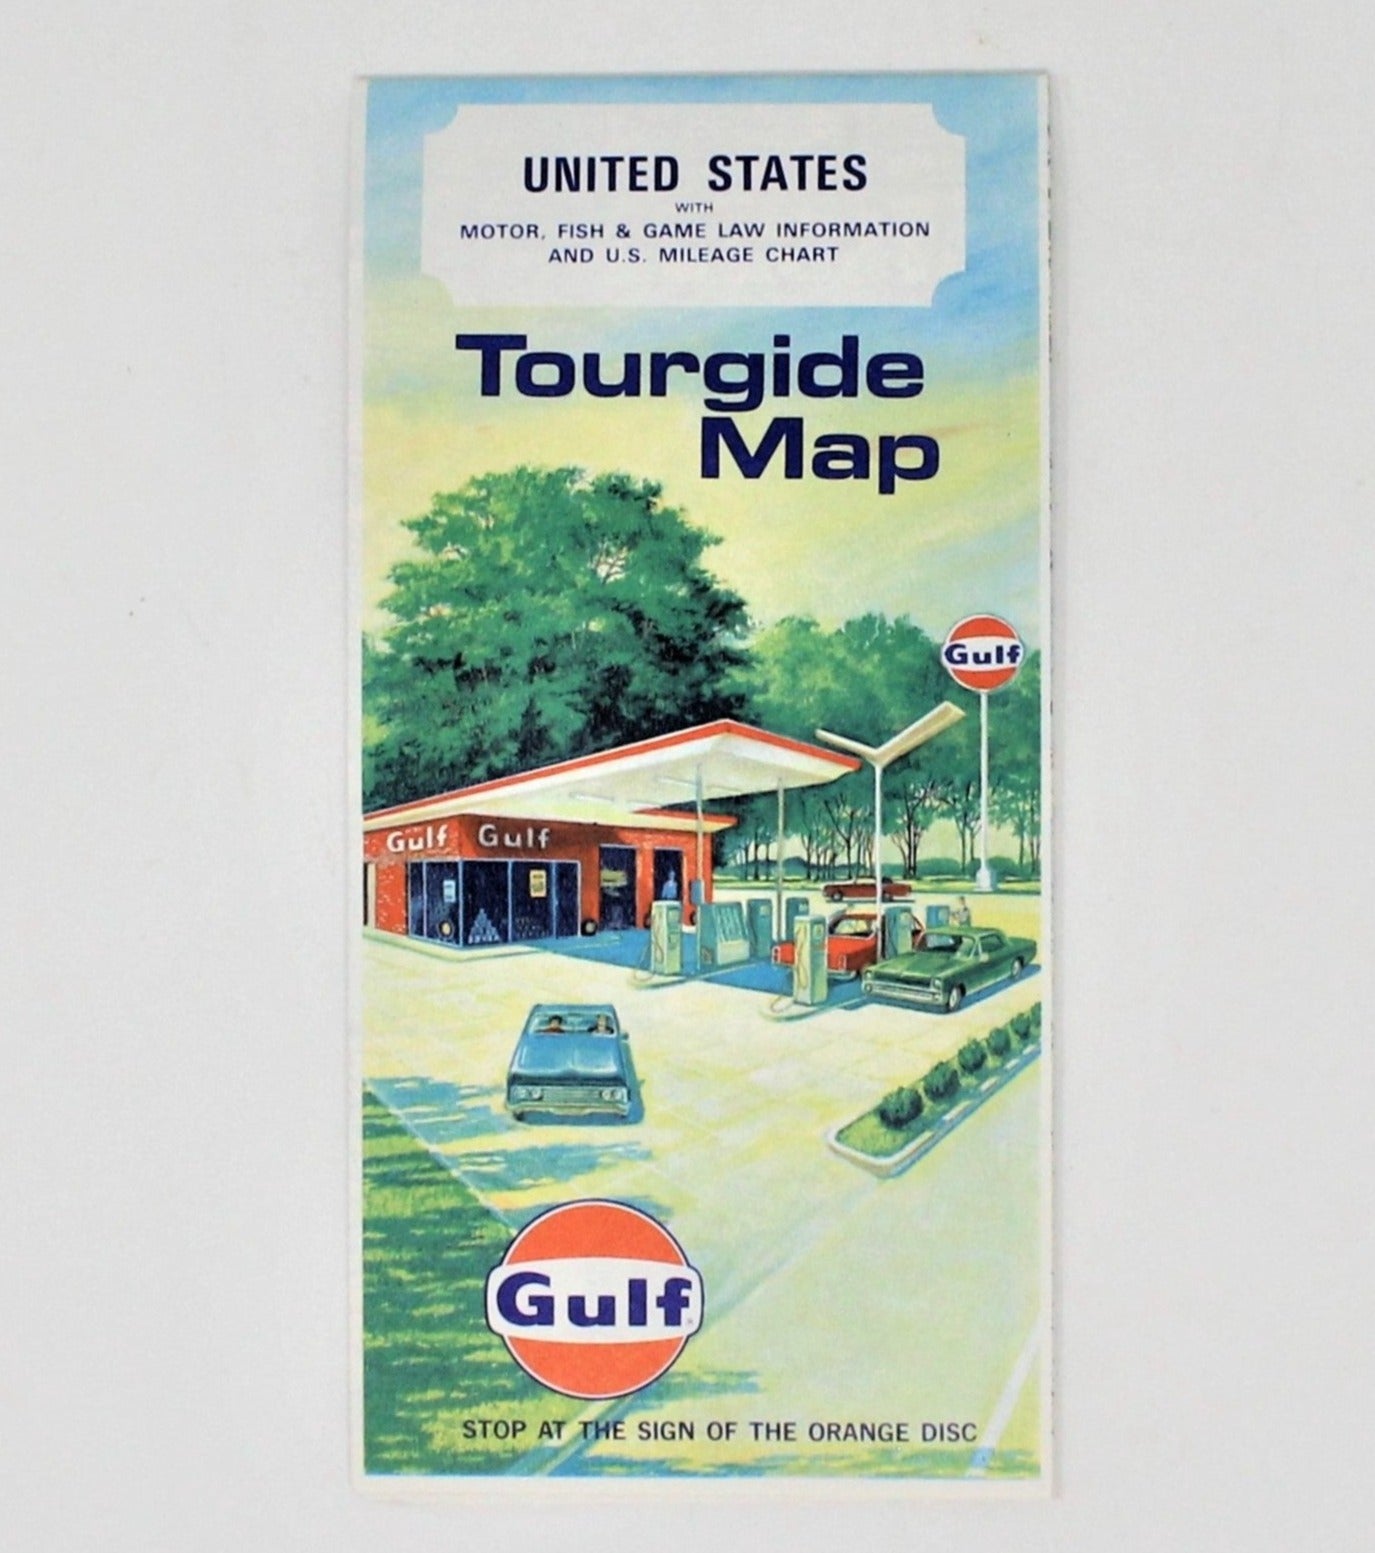 UNITED STATES
WITH
MOTOR, FISH & GAME LAW INFORMATION
AND U.S. MILEAGE CHART
Tourgide
Map
Gulf
Gulf Gulf
Gulf
STOP AT THE SIGN OF THE ORANGE DISC